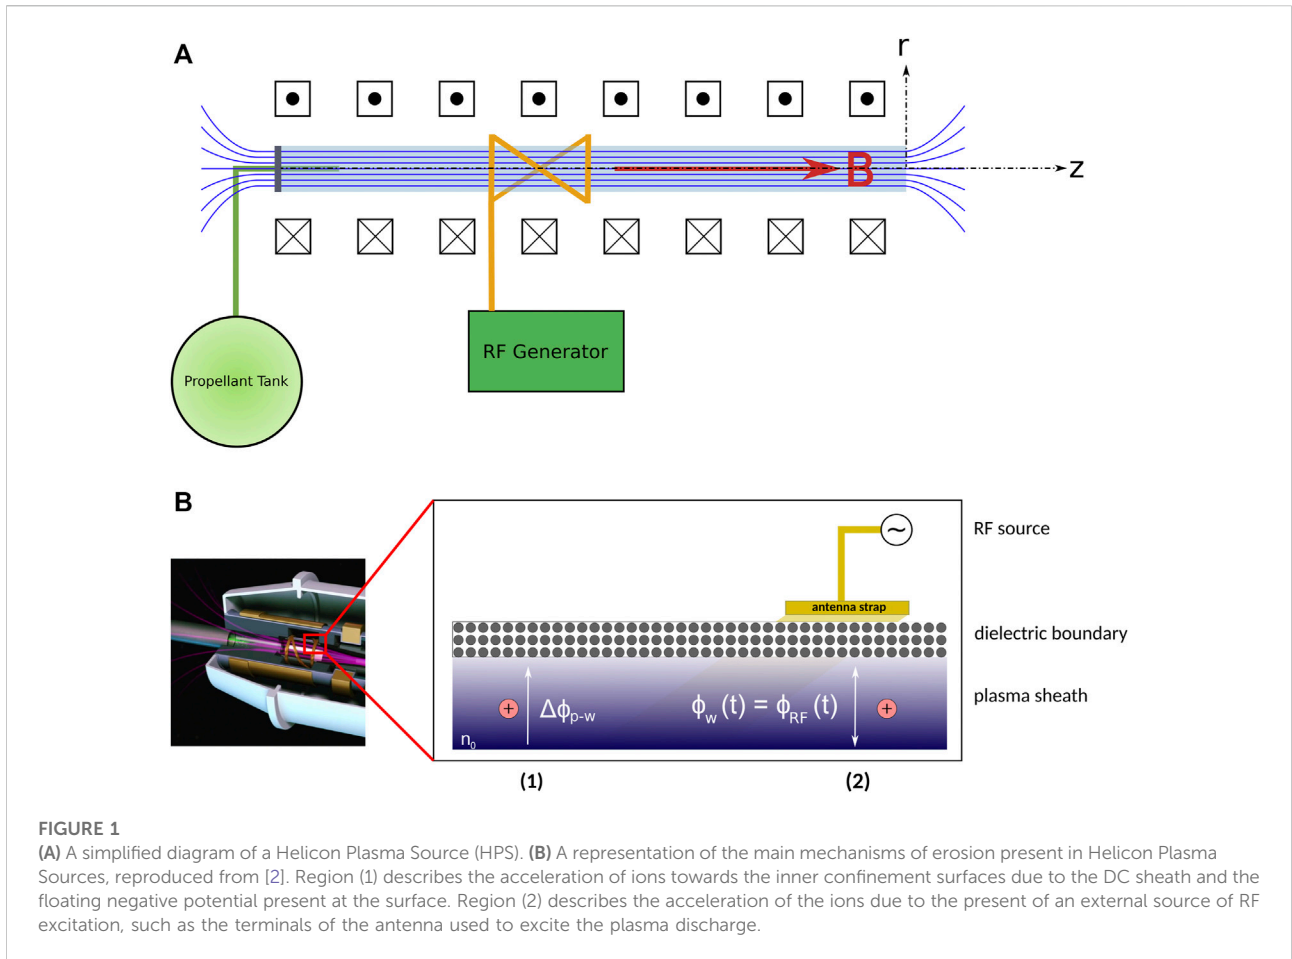 A
r
B
z
Propellant Tank
RF Generator
B
RF source
~
antenna strap
dielectric boundary
plasma sheath
+ Δϕp-w
ϕw (t) = ϕRF (t) +
n0
(1)
(2)
FIGURE 1
(A) A simplified diagram of a Helicon Plasma Source (HPS). (B) A representation of the main mechanisms of erosion present in Helicon Plasma
Sources, reproduced from [2]. Region (1) describes the acceleration of ions towards the inner confinement surfaces due to the DC sheath and the
floating negative potential present at the surface. Region (2) describes the acceleration of the ions due to the present of an external source of RF
excitation, such as the terminals of the antenna used to excite the plasma discharge.